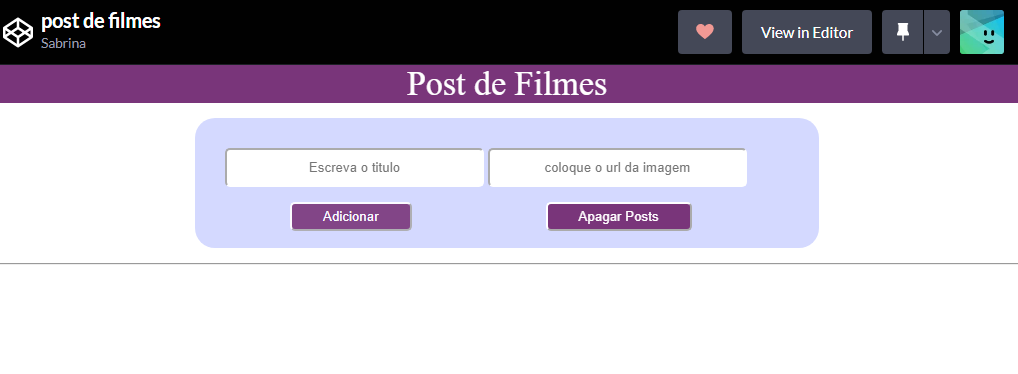 post de filmes
Sabrina
View in Editor
Post de Filmes
Escreva o titulo
coloque o url da imagem
Adicionar
Apagar Posts